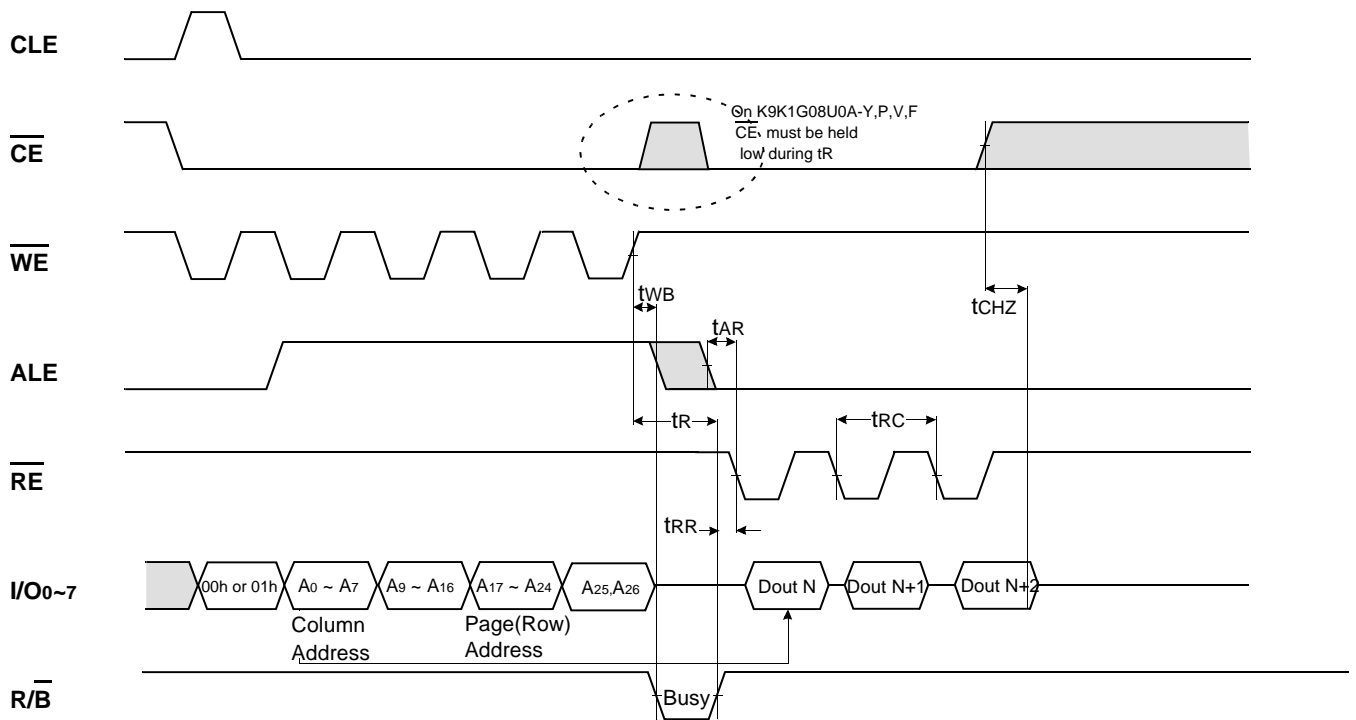 CLE
On K9K1G08U0A-Y,P,V,F
CE must be held
low during tR
CE
WE
tWB
tCHZ
tAR
ALE
tR
tRC
RE
tRR
I/O0~7
00h or 01h
A0 ~ A7
A9 ~ A16
A17 ~ A24
A25,A26
Dout N
Dout N+1
Dout N+2
Column
Address
Page(Row)
Address
R/B
Busy